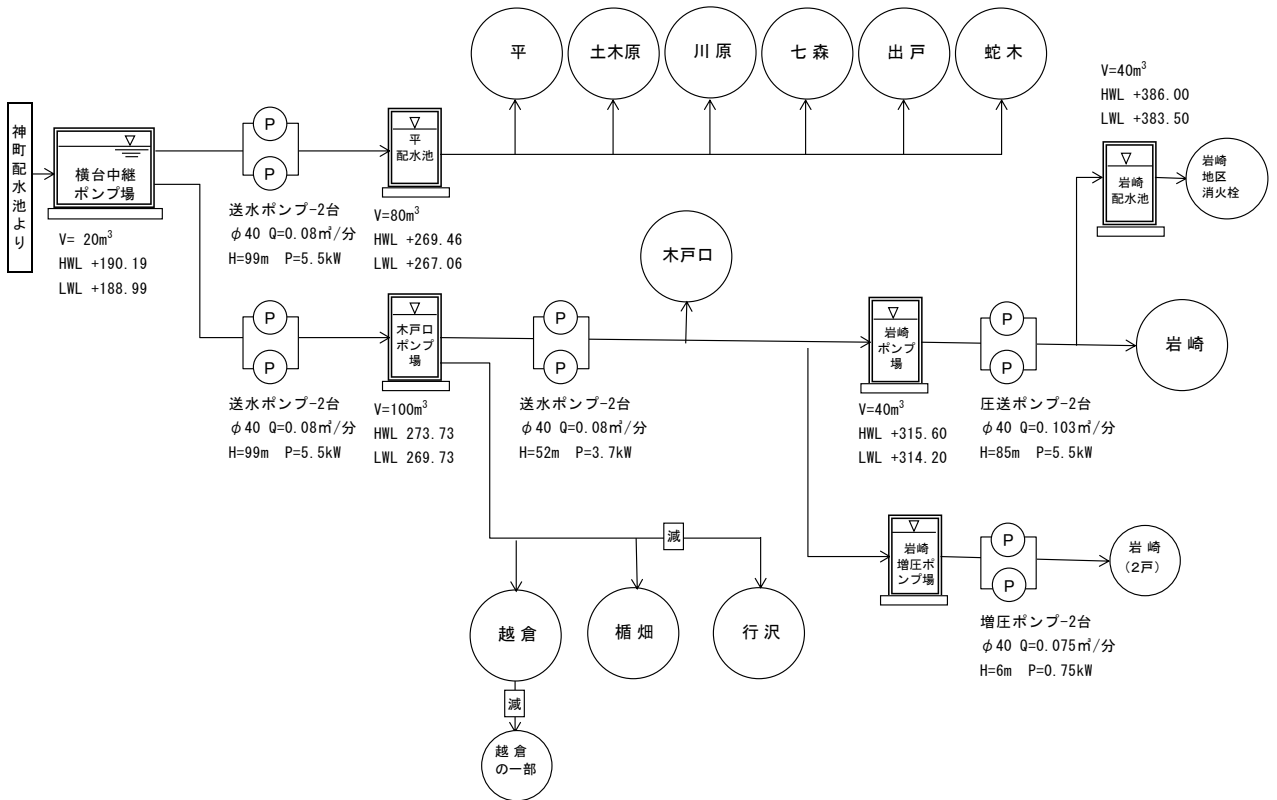 平
土木原
川原
七森
出戸
蛇木
神町配水池より
横台中継
ポンプ場
V= 20m³
HWL +190.19
LWL +188.99
P
P
送水ポンプ-2台
φ40 Q=0.08㎥/分
H=99m P=5.5kW
平
配水池
V=80m³
HWL +269.46
LWL +267.06
V=40m³
HWL +386.00
LWL +383.50
岩崎
配水池
岩崎
地区
消火栓
P
P
送水ポンプ-2台
φ40 Q=0.08㎥/分
H=99m P=5.5kW
木戸口
ポンプ
場
V=100m³
HWL 273.73
LWL 269.73
P
P
送水ポンプ-2台
φ40 Q=0.08㎥/分
H=52m P=3.7kW
木戸口
岩崎
ポンプ
場
V=40m³
HWL +315.60
LWL +314.20
P
P
圧送ポンプ-2台
φ40 Q=0.103㎥/分
H=85m P=5.5kW
岩崎
減
越倉
楯畑
行沢
減
越倉
の一部
岩崎
増圧ポ
ンプ場
P
P
増圧ポンプ-2台
φ40 Q=0.075㎥/分
H=6m P=0.75kW
岩崎
(2戸)